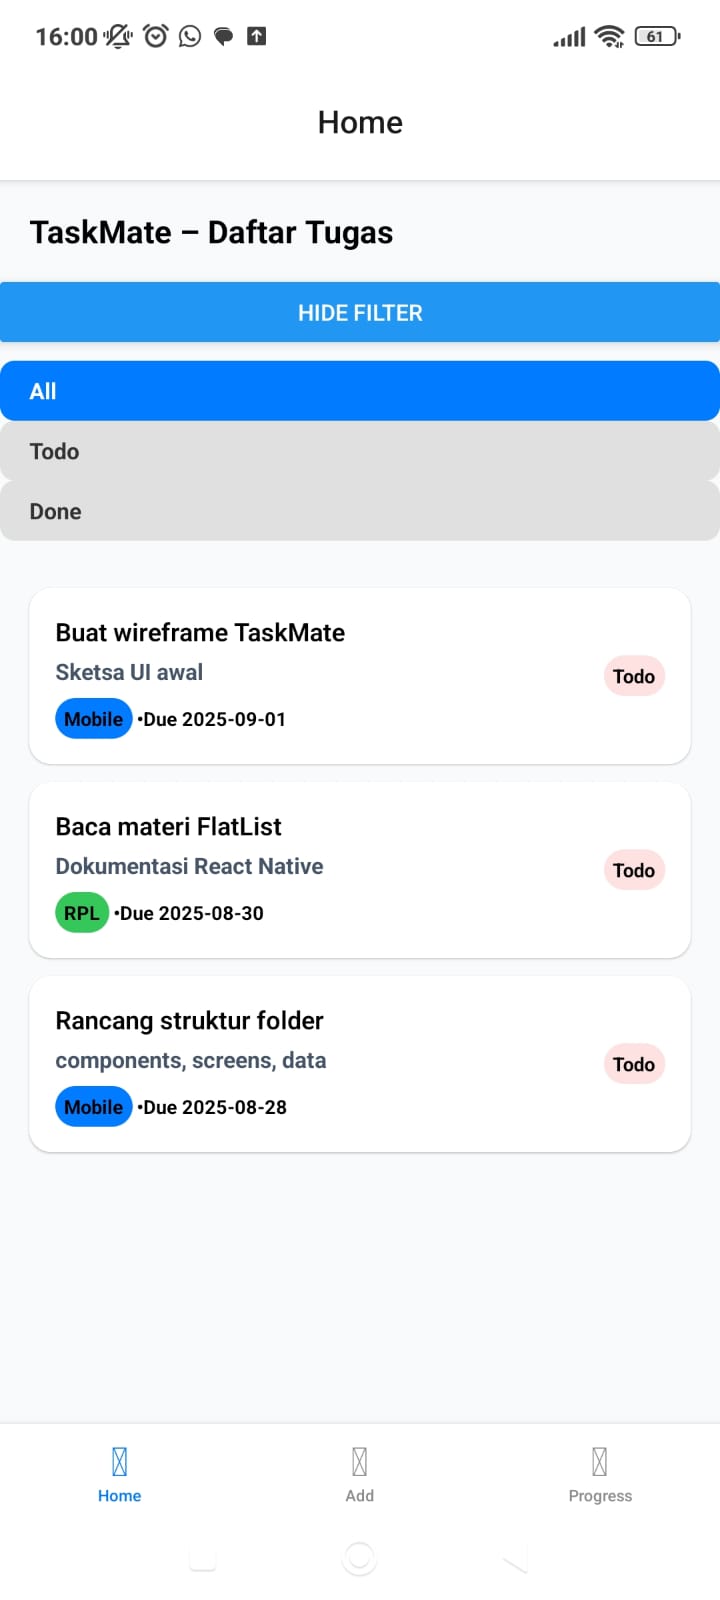 16:00
61
Home
TaskMate – Daftar Tugas
HIDE FILTER
All
Todo
Done
Buat wireframe TaskMate
Sketsa UI awal
Todo
Mobile •Due 2025-09-01
Baca materi FlatList
Dokumentasi React Native
Todo
RPL •Due 2025-08-30
Rancang struktur folder
components, screens, data
Todo
Mobile •Due 2025-08-28
Home
Add
Progress